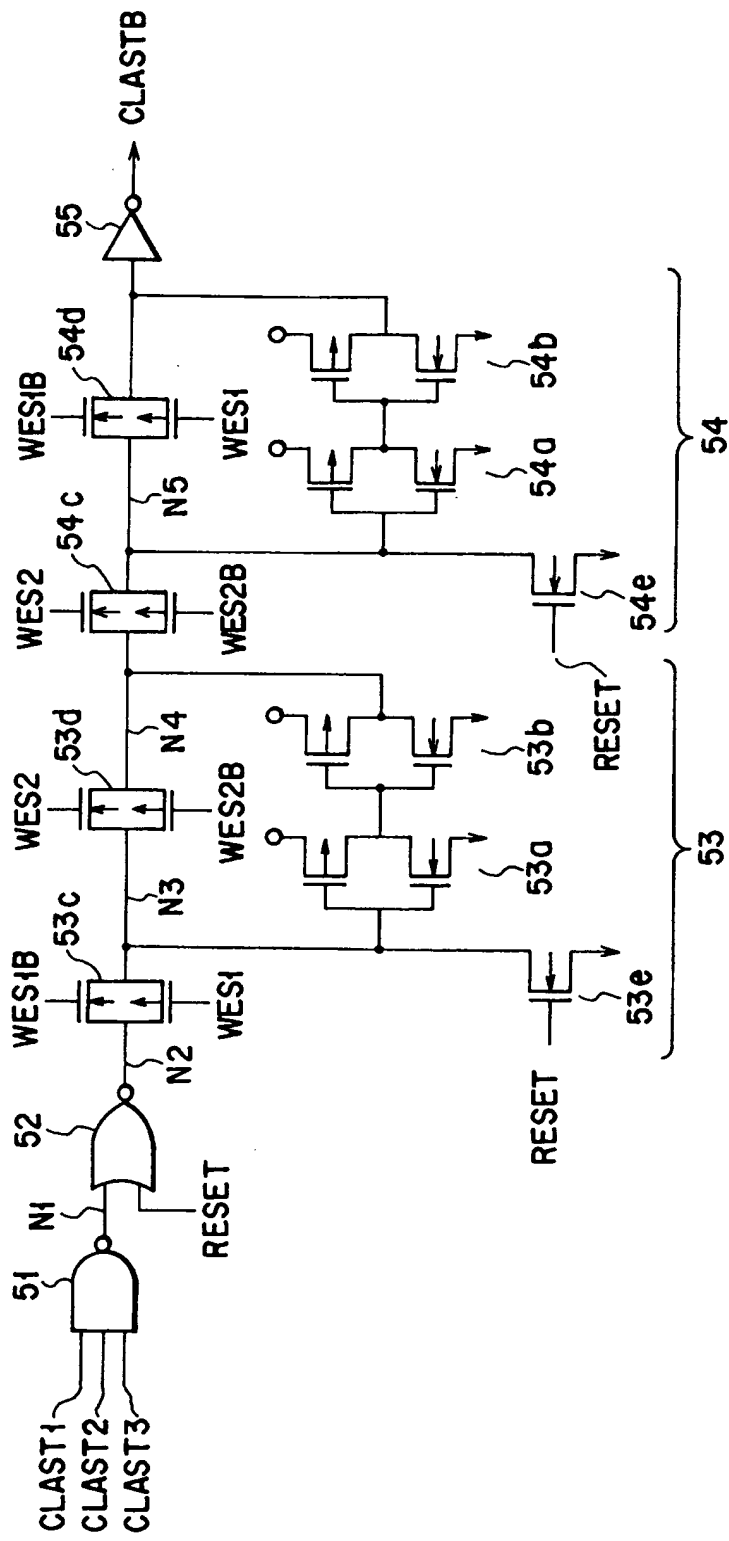 CLAST1
CLAST2
CLAST3
51
N1
RESET
52
N2
WES1B
53c
WES1
N3
WES2
53d
WES2B
N4
WES2
54c
WES2B
N5
WES1B
54d
WES1
55
CLASTB
RESET
53e
53a
53b
53
RESET
54e
54a
54b
54